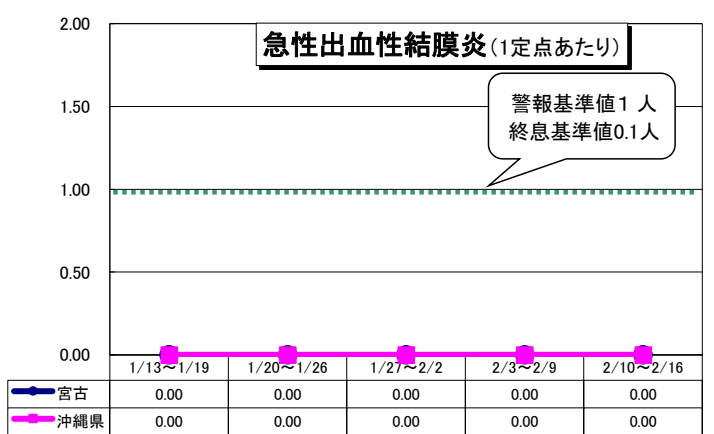 急性出血性結膜炎(1定点あたり)
警報基準値1 人
終息基準値0.1人
2.00
1.50
1.00
0.50
0.00
1/13～1/19 1/20～1/26 1/27～2/2 2/3～2/9 2/10～2/16
宮古 0.00 0.00 0.00 0.00 0.00
沖縄県 0.00 0.00 0.00 0.00 0.00